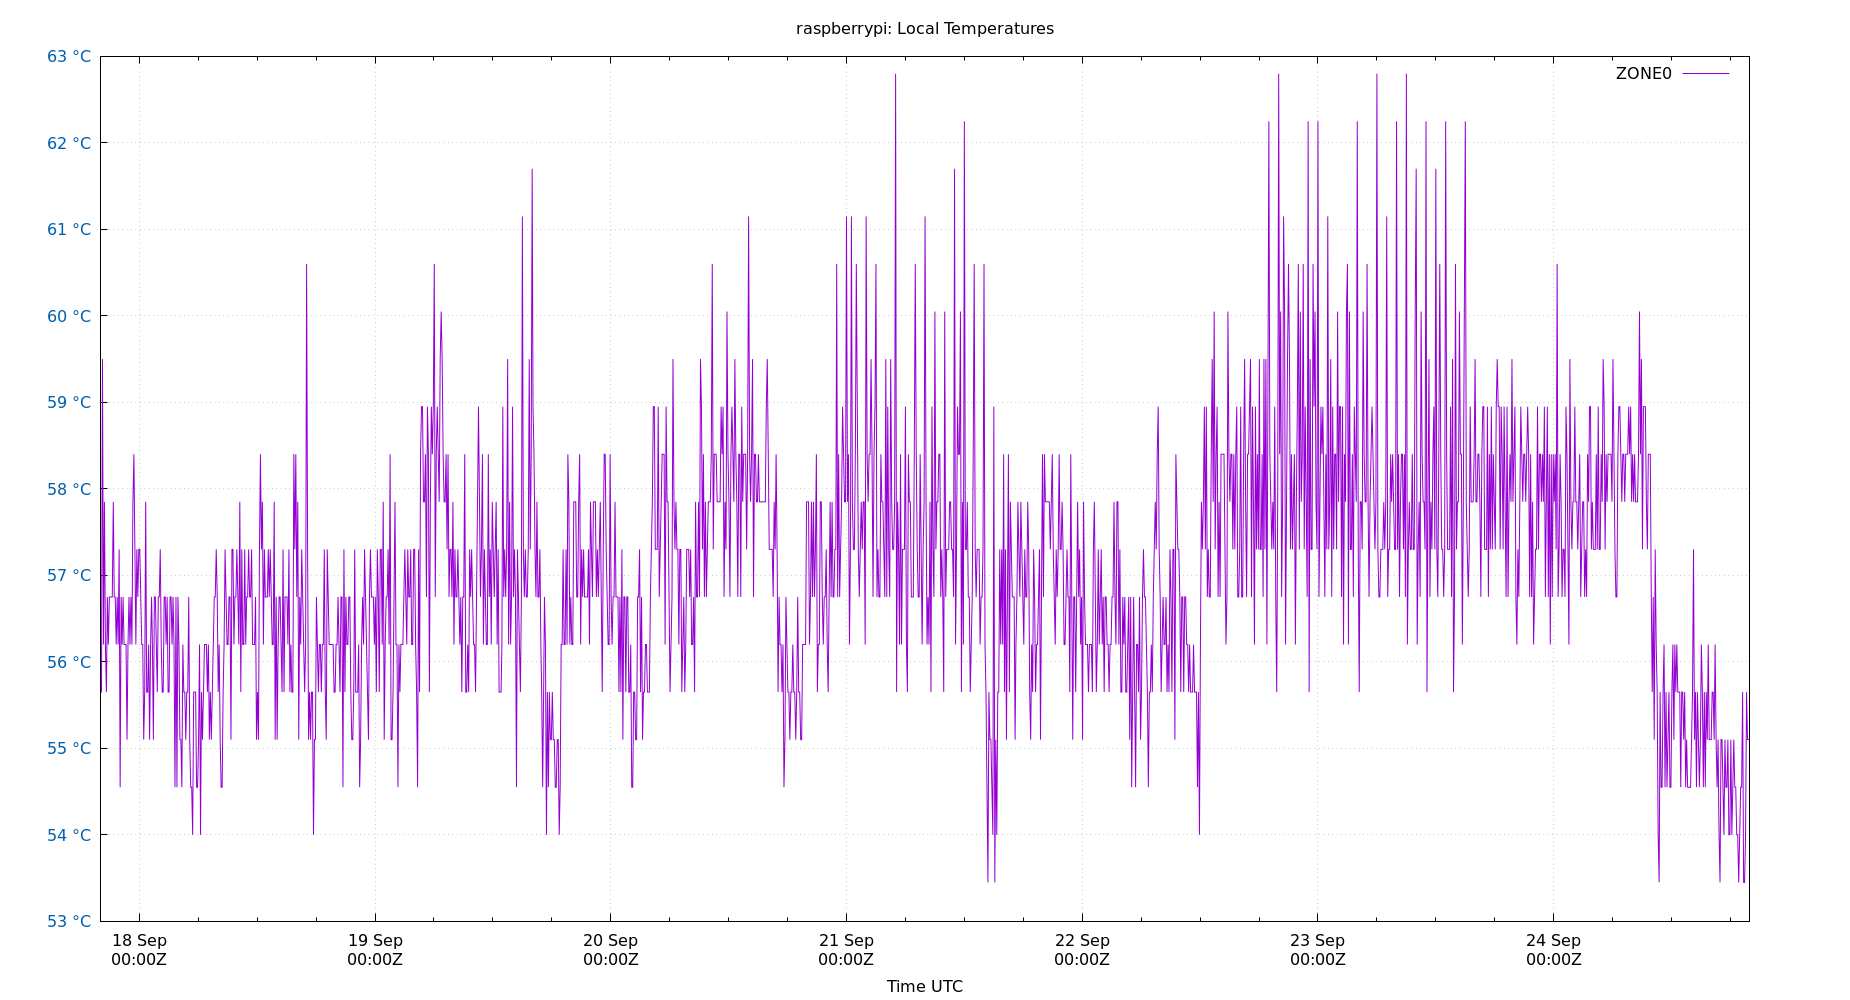 raspberrypi: Local Temperatures
63 °C
ZONE0
62 °C
61 °C
60 °C
59 °C
58 °C
57 °C
56 °C
55 °C
54 °C
53 °C
18 Sep 19 Sep 20 Sep 21 Sep 22 Sep 23 Sep 24 Sep
00:00Z 00:00Z 00:00Z 00:00Z 00:00Z 00:00Z 00:00Z
Time UTC